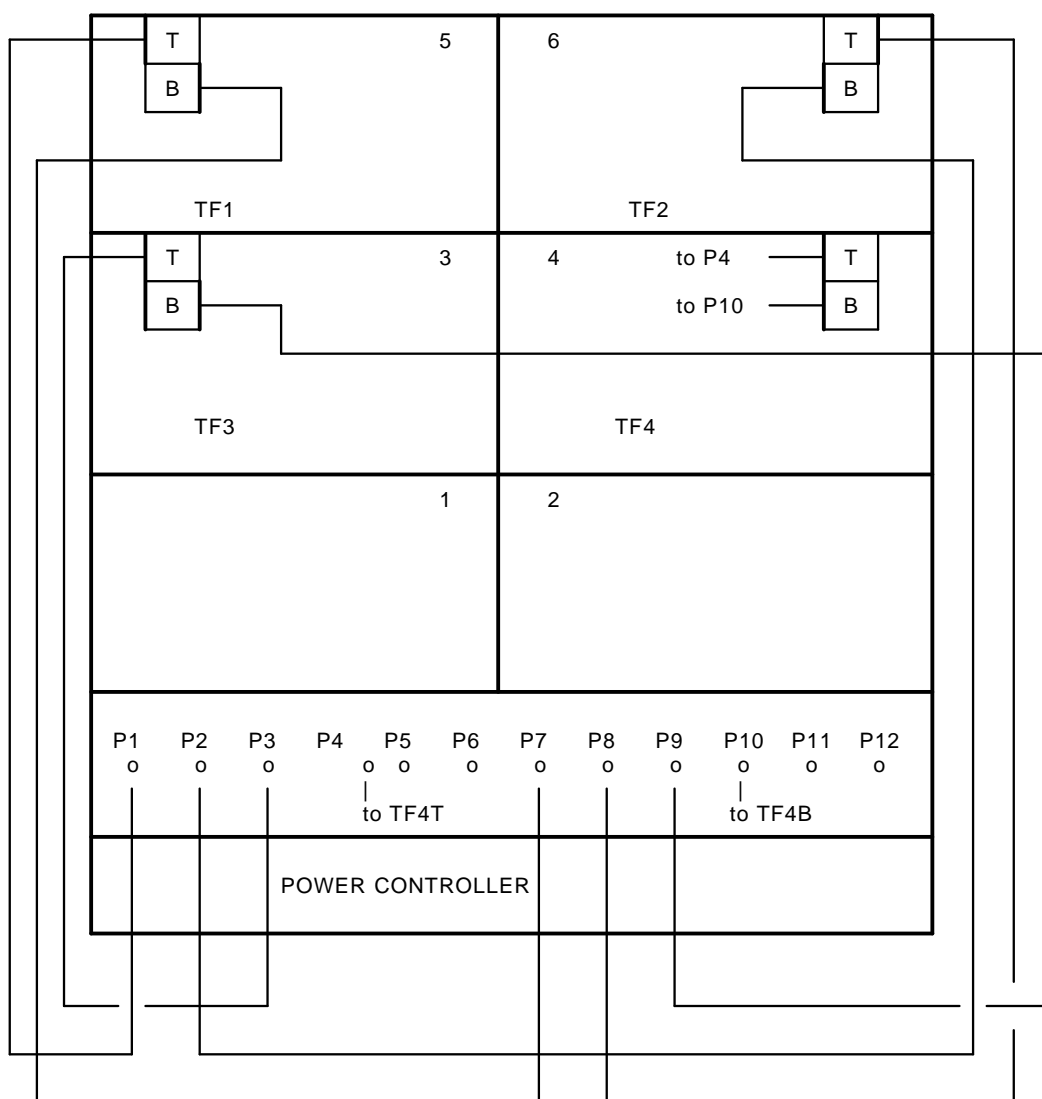 T 5 6 T
B B
TF1 TF2
T 3 4 to P4 T
B to P10 B
TF3 TF4
1 2
P1 P2 P3 P4 P5 P6 P7 P8 P9 P10 P11 P12
o o o o o o o o o o o o
| |
to TF4T to TF4B
POWER CONTROLLER